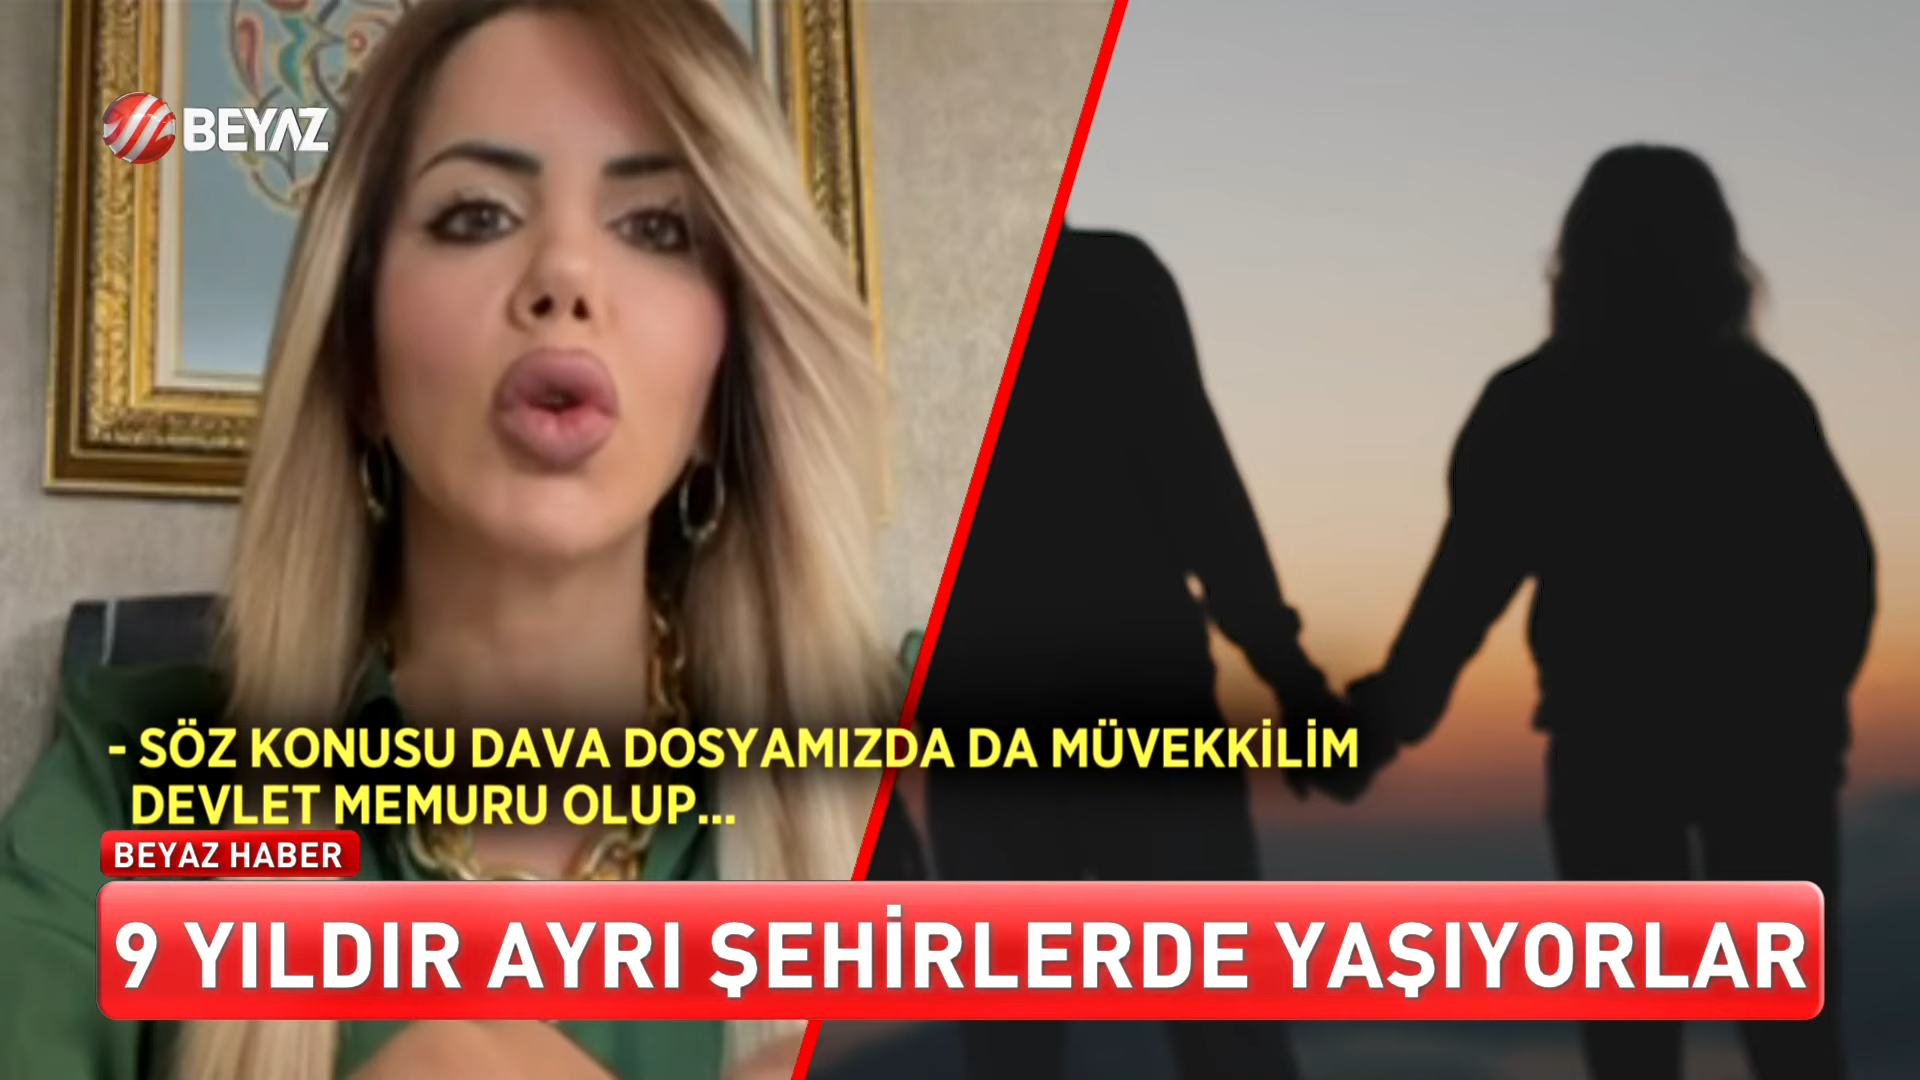 BEYAZ
- SÖZ KONUSU DAVA DOSYAMIZDA DA MÜVEKKİLİM
DEVLET MEMURU OLUP...
BEYAZ HABER
9 YILDIR AYRI ŞEHİRLERDE YAŞIYORLAR